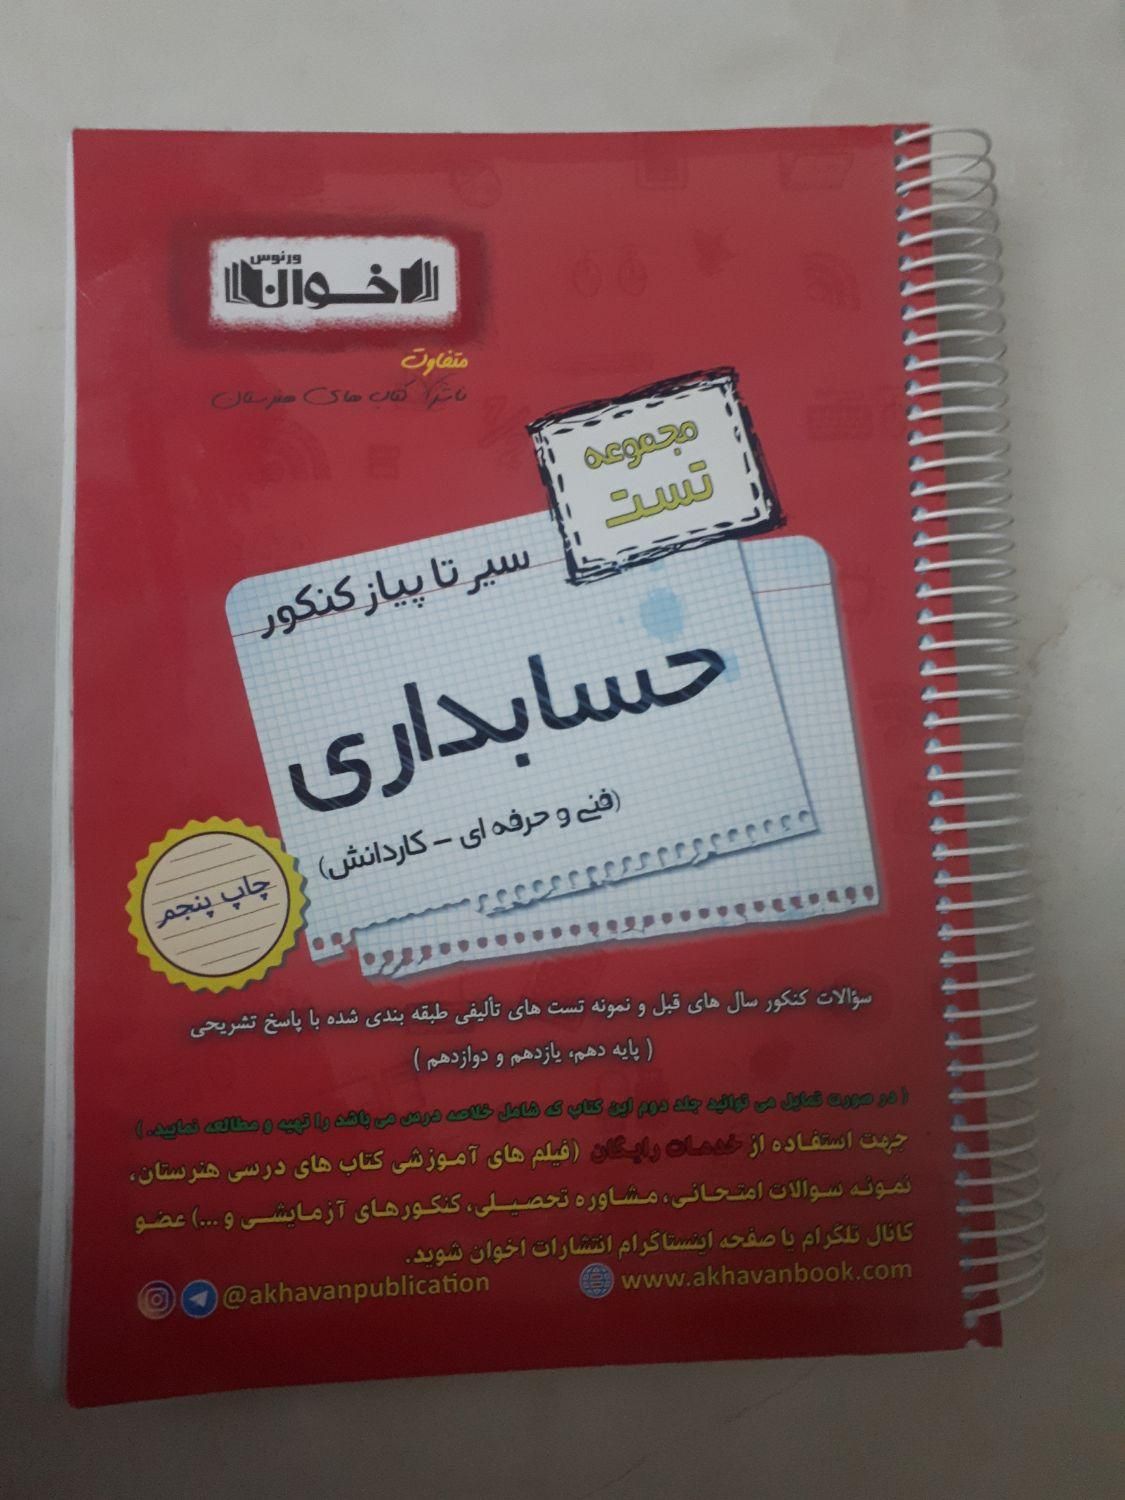 ورنوس
اخوان
متفاوت
ناشر کتاب های هنرستان
مجموعه
تست
سیر تا پیاز کنکور
حسابداری
(فنی و حرفه ای - کاردانش)
چاپ پنجم
سؤالات کنکور سال های قبل و نمونه تست های تألیفی طبقه بندی شده با پاسخ تشریحی
( پایه دهم، یازدهم و دوازدهم )
( در صورت تمایل می توانید جلد دوم این کتاب که شامل خلاصه درس می باشد را تهیه و مطالعه نمایید. )
جهت استفاده از خدمات رایگان (فیلم های آموزشی کتاب های درسی هنرستان،
نمونه سوالات امتحانی، مشاوره تحصیلی، کنکورهای آزمایشی و ...) عضو
کانال تلگرام یا صفحه اینستاگرام انتشارات اخوان شوید.
@akhavanpublication www.akhavanbook.com